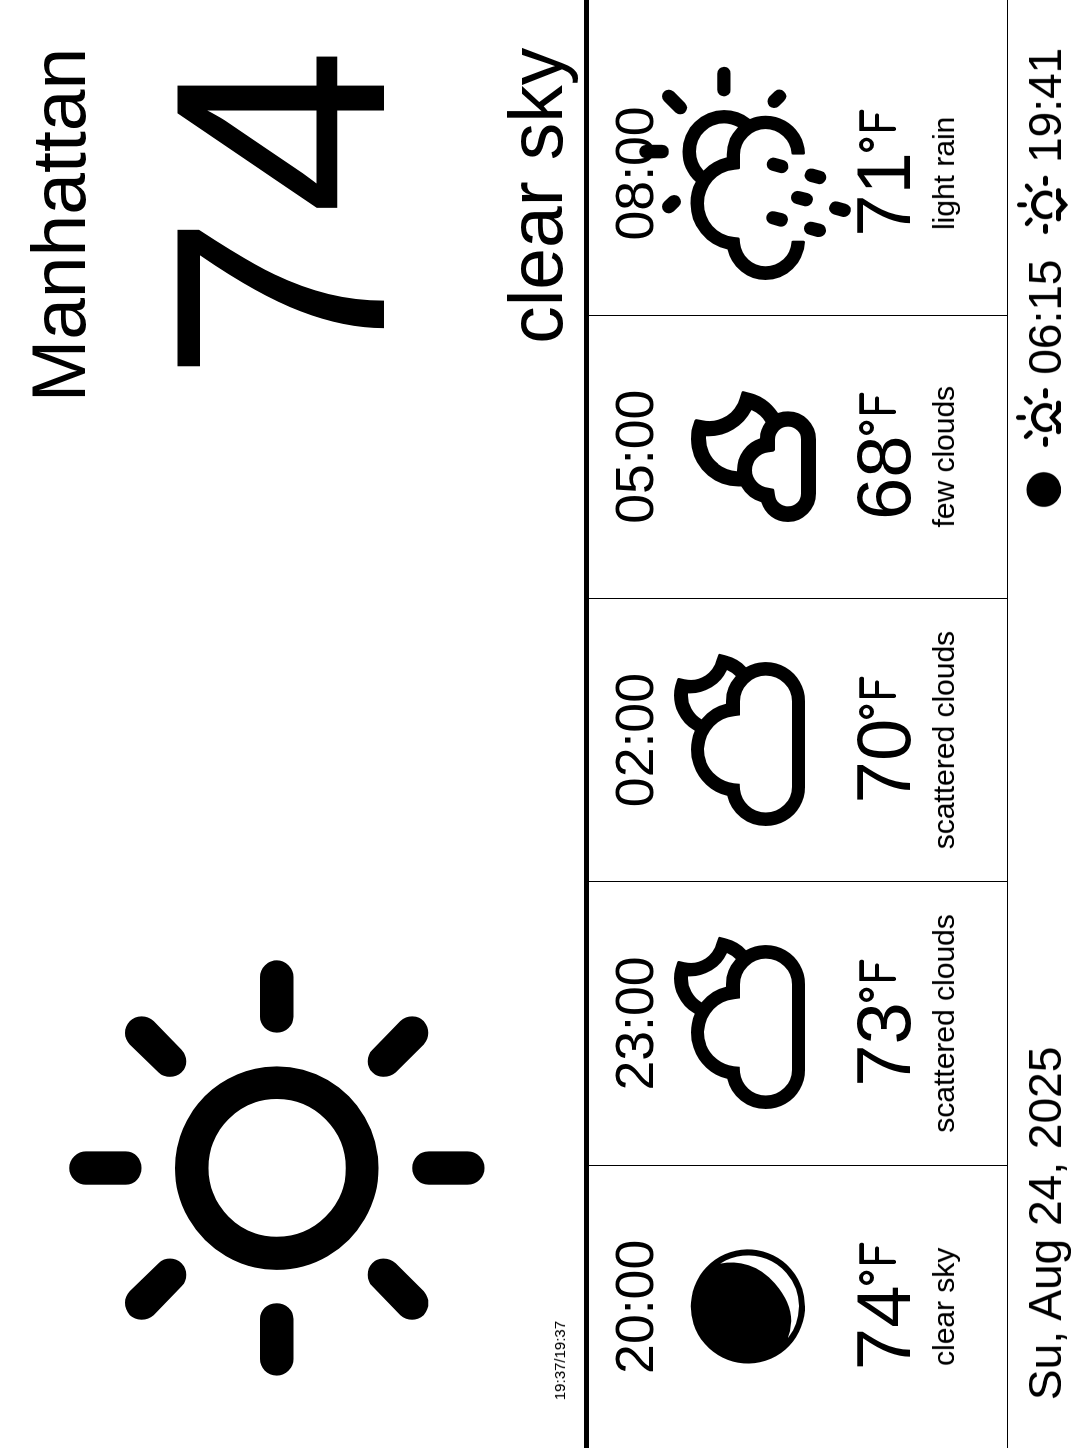 Manhattan
74
clear sky
19:37/19:37
20:00
74°F
clear sky
23:00
73°F
scattered clouds
02:00
70°F
scattered clouds
05:00
68°F
few clouds
08:00
71°F
light rain
Su, Aug 24, 2025
06:15 19:41